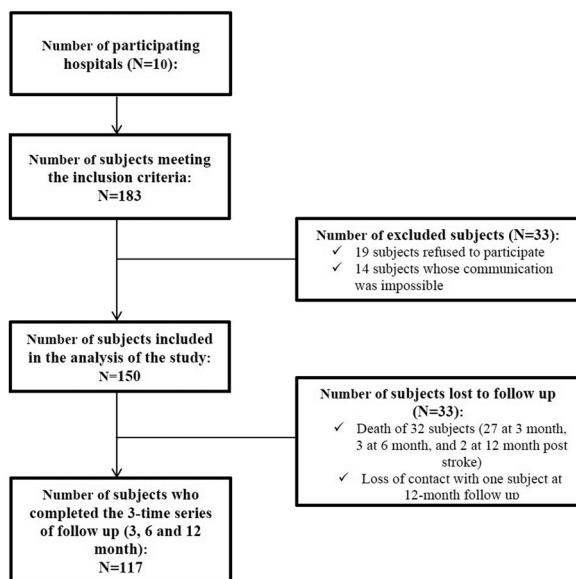 Number of participating
hospitals (N=10):
Number of subjects meeting
the inclusion criteria:
N=183
Number of excluded subjects (N=33):
✓ 19 subjects refused to participate
✓ 14 subjects whose communication
was impossible
Number of subjects included
in the analysis of the study:
N=150
Number of subjects lost to follow up
(N=33):
✓ Death of 32 subjects (27 at 3 month,
3 at 6 month, and 2 at 12 month post
stroke)
✓ Loss of contact with one subject at
12-month follow up
Number of subjects who
completed the 3-time series
of follow up (3, 6 and 12
month):
N=117